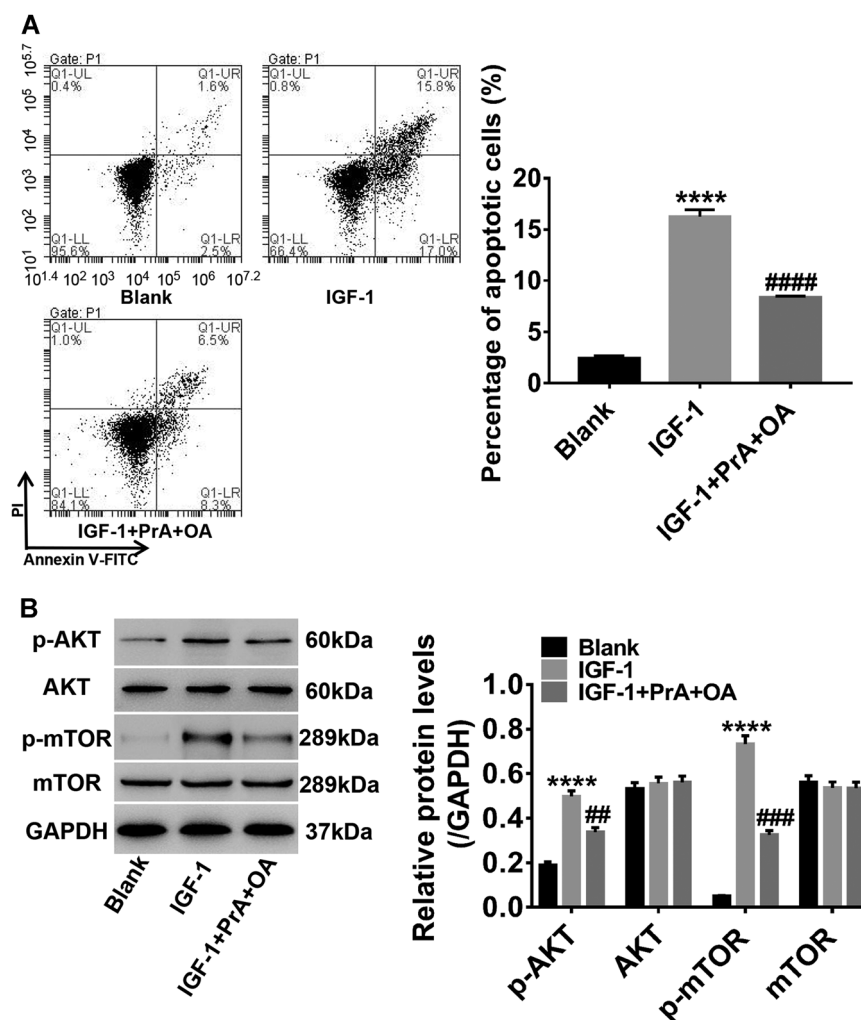 A
Gate: P1
Q1-UL
0.4%
Q1-UR
1.6%
Q1-LL
95.6%
Q1-LR
2.5%
10^5.7
10^5
10^4
10^3
10^2
10^1
10^1.4 10^2 10^3 10^4 10^5 10^6 10^7.2
Blank
Gate: P1
Q1-UL
0.8%
Q1-UR
15.8%
Q1-LL
66.4%
Q1-LR
17.0%
IGF-1
Gate: P1
Q1-UL
1.0%
Q1-UR
6.5%
Q1-LL
84.1%
Q1-LR
8.3%
IGF-1+PrA+OA
PI
Annexin V-FITC
Percentage of apoptotic cells (%)
20
15
10
5
0
****
####
Blank
IGF-1
IGF-1+PrA+OA
B
p-AKT 60kDa
AKT 60kDa
p-mTOR 289kDa
mTOR 289kDa
GAPDH 37kDa
Blank
IGF-1
IGF-1+PrA+OA
Relative protein levels
(/GAPDH)
Blank
IGF-1
IGF-1+PrA+OA
1.0
0.8
0.6
0.4
0.2
0.0
****
##
****
###
p-AKT
AKT
p-mTOR
mTOR